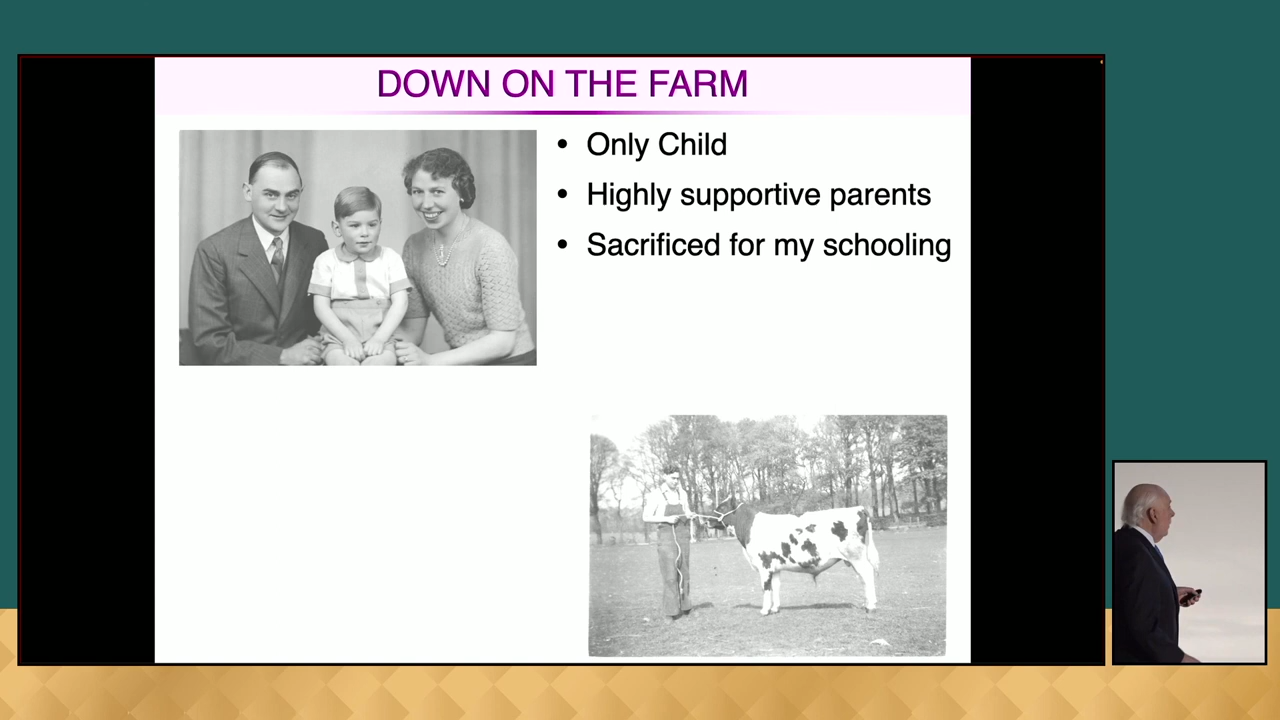 DOWN ON THE FARM
• Only Child
• Highly supportive parents
• Sacrificed for my schooling